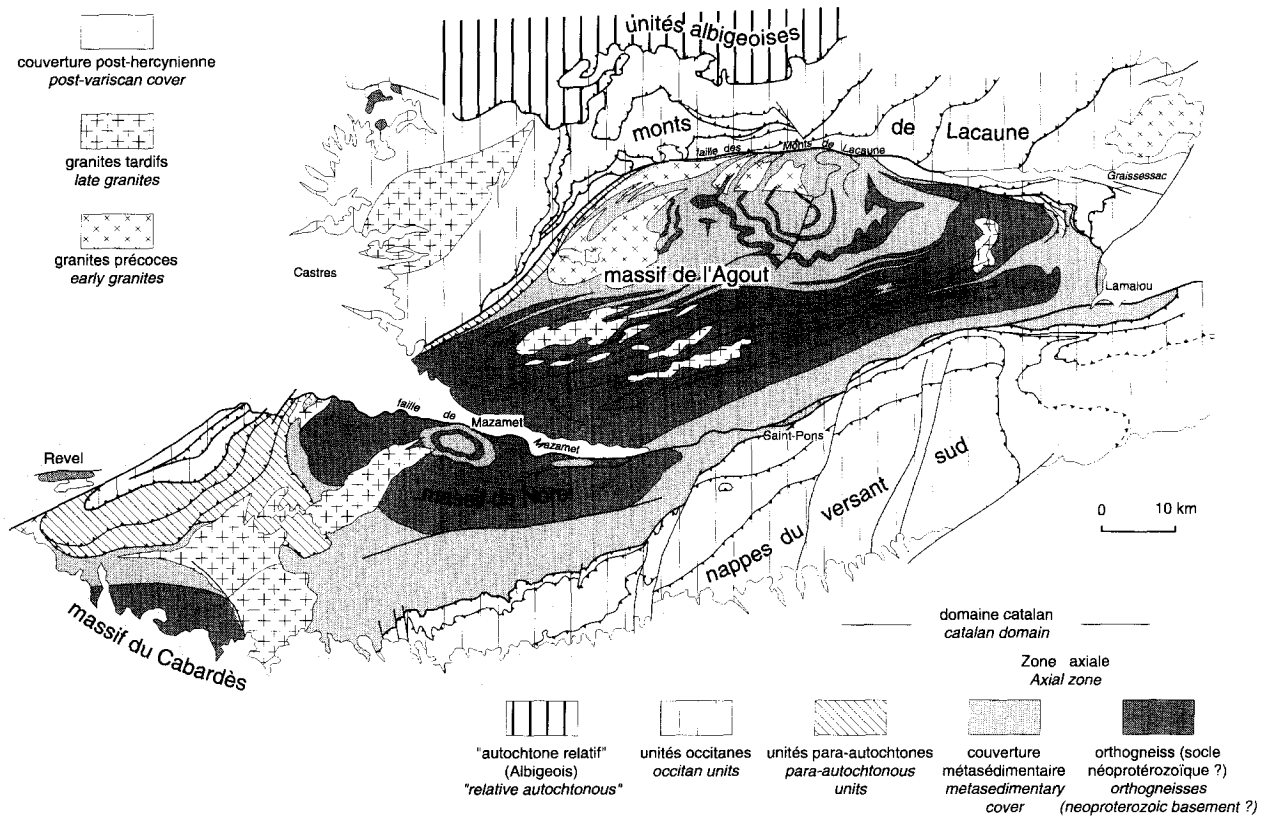 couverture post-hercynienne
post-variscan cover
granites tardifs
late granites
granites précoces
early granites
unités albigeoises
monts
de Lacaune
faille des Monts de Lacaune
Graissessac
Castres
massif de l'Agout
Lamalou
faille de Mazamet
Mazamet
Revel
massif de Nore
Saint-Pons
nappes du versant sud
massif du Cabardès
0 10 km
domaine catalan
catalan domain
Zone axiale
Axial zone
"autochtone relatif"
(Albigeois)
"relative autochtonous"
unités occitanes
occitan units
unités para-autochtones
para-autochtonous
units
couverture
métasédimentaire
metasedimentary
cover
orthogneiss (socle
néoprotérozoïque ?)
orthogneisses
(neoproterozoic basement ?)